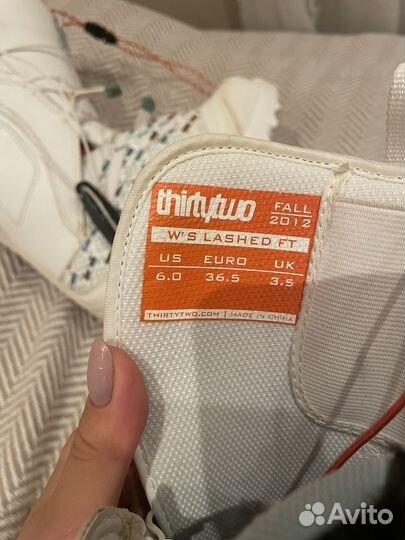 thirtytwo FALL 2012
W'S LASHED FT
US EURO UK
6.0 36.5 3.5
THIRTYTWO.COM | MADE IN CHINA
Avito